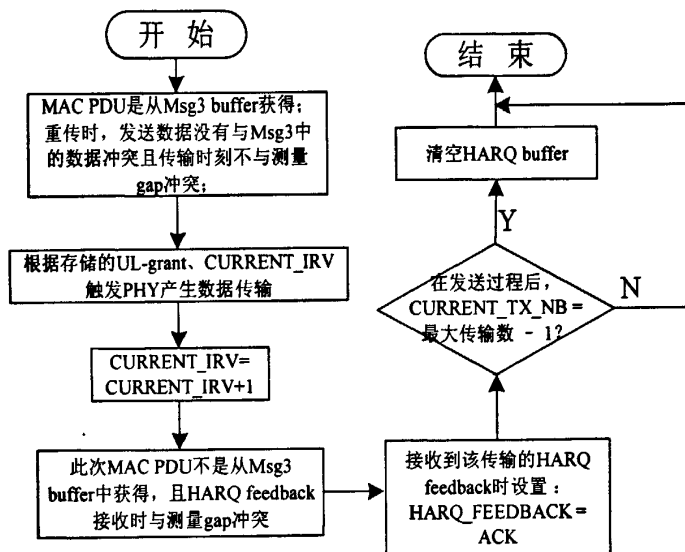 开 始
MAC PDU是从Msg3 buffer获得;
重传时，发送数据没有与Msg3中
的数据冲突且传输时刻不与测量
gap冲突;
根据存储的UL-grant、CURRENT_IRV
触发PHY产生数据传输
CURRENT_IRV=
CURRENT_IRV+1
此次MAC PDU不是从Msg3
buffer中获得，且HARQ feedback
接收时与测量gap冲突
接收到该传输的HARQ
feedback时设置：
HARQ_FEEDBACK=
ACK
在发送过程后，
CURRENT_TX_NB=
最大传输数 - 1?
Y
N
清空HARQ buffer
结 束